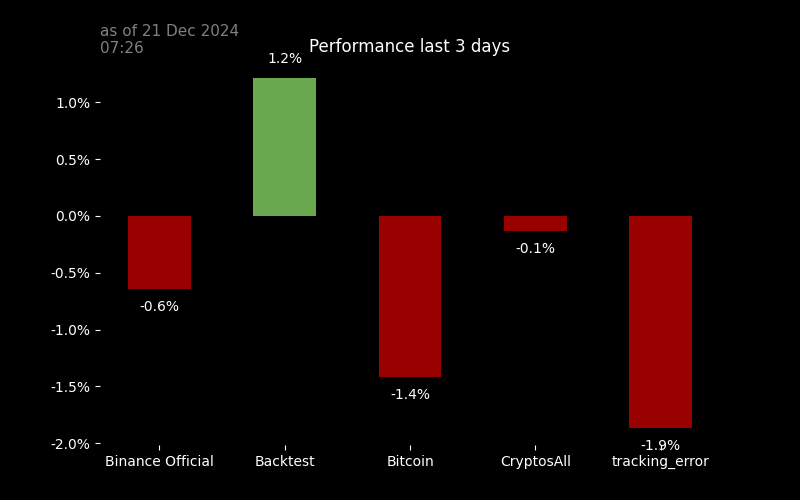 as of 21 Dec 2024
07:26
Performance last 3 days
1.2%
1.0%
0.5%
0.0%
-0.5%
-1.0%
-1.5%
-2.0%
-0.6%
-1.4%
-0.1%
-1.9%
Binance Official
Backtest
Bitcoin
CryptosAll
tracking_error